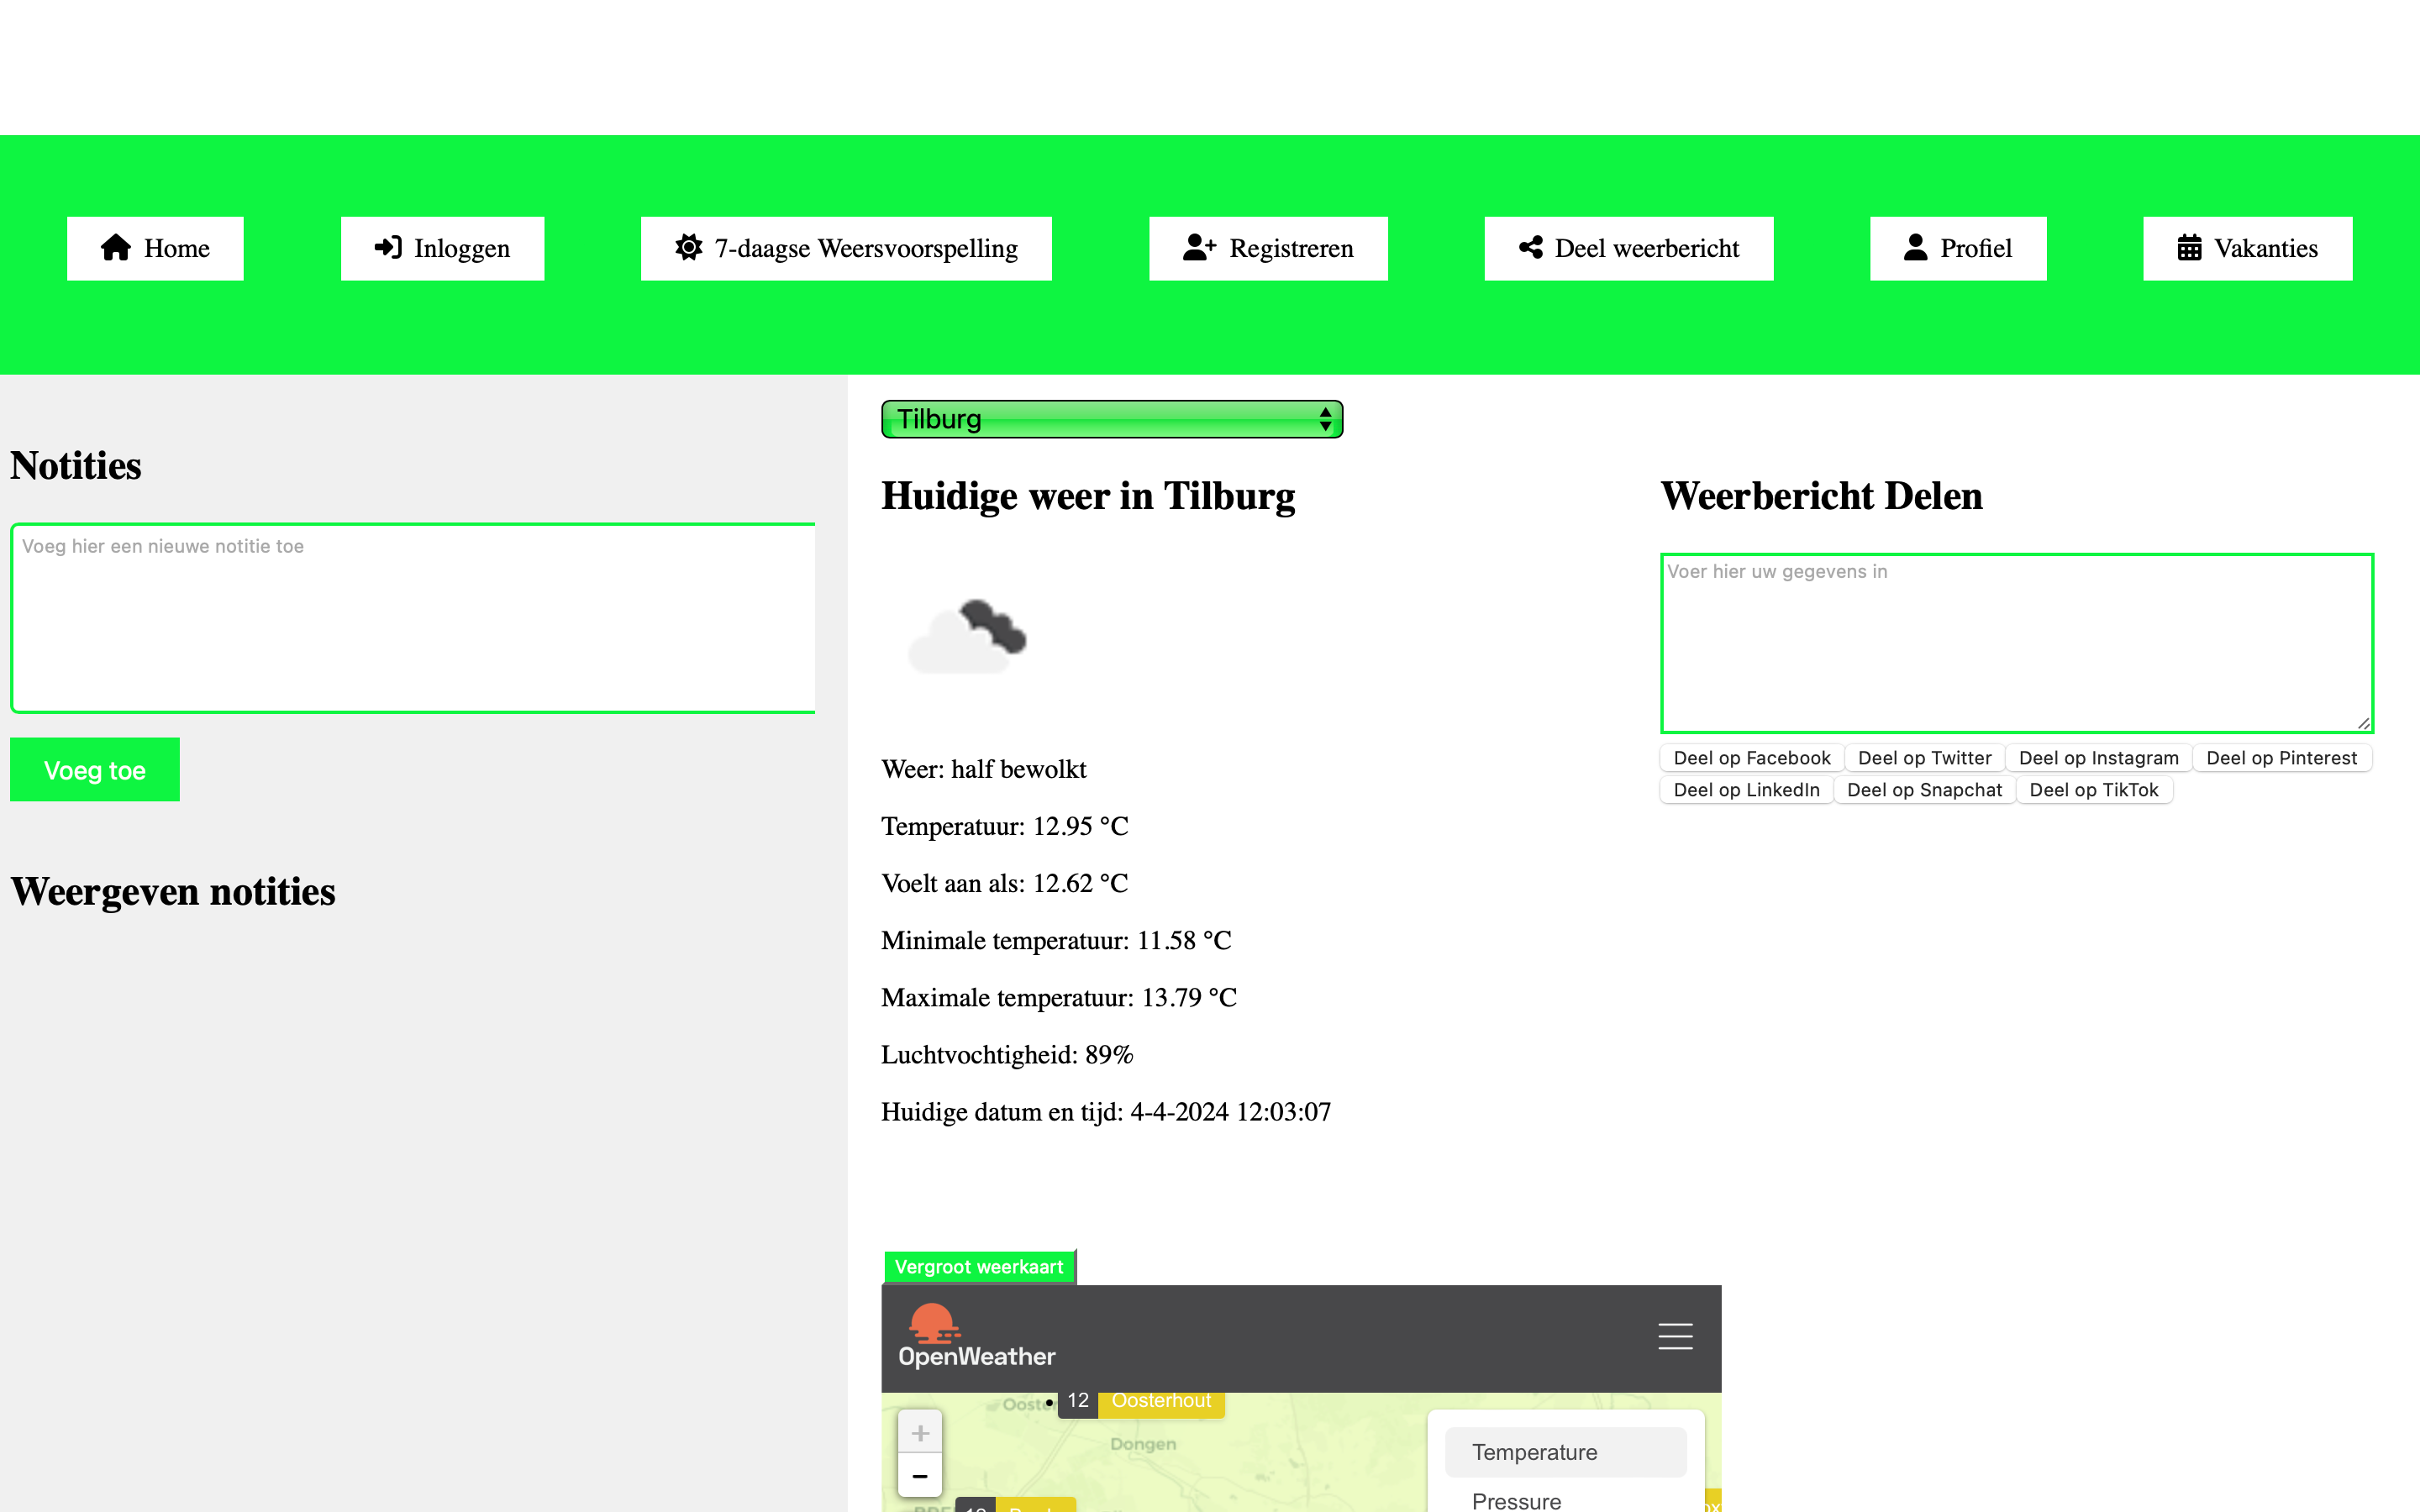 Home
Inloggen
7-daagse Weersvoorspelling
Registreren
Deel weerbericht
Profiel
Vakanties
Notities
Voeg hier een nieuwe notitie toe
Voeg toe
Weergeven notities
Tilburg
Huidige weer in Tilburg
Weer: half bewolkt
Temperatuur: 12.95 °C
Voelt aan als: 12.62 °C
Minimale temperatuur: 11.58 °C
Maximale temperatuur: 13.79 °C
Luchtvochtigheid: 89%
Huidige datum en tijd: 4-4-2024 12:03:07
Weerbericht Delen
Voer hier uw gegevens in
Deel op Facebook Deel op Twitter Deel op Instagram Deel op Pinterest
Deel op LinkedIn Deel op Snapchat Deel op TikTok
Vergroot weerkaart
OpenWeather
12 Oosterhout
Dongen
+
−
Temperature
Pressure